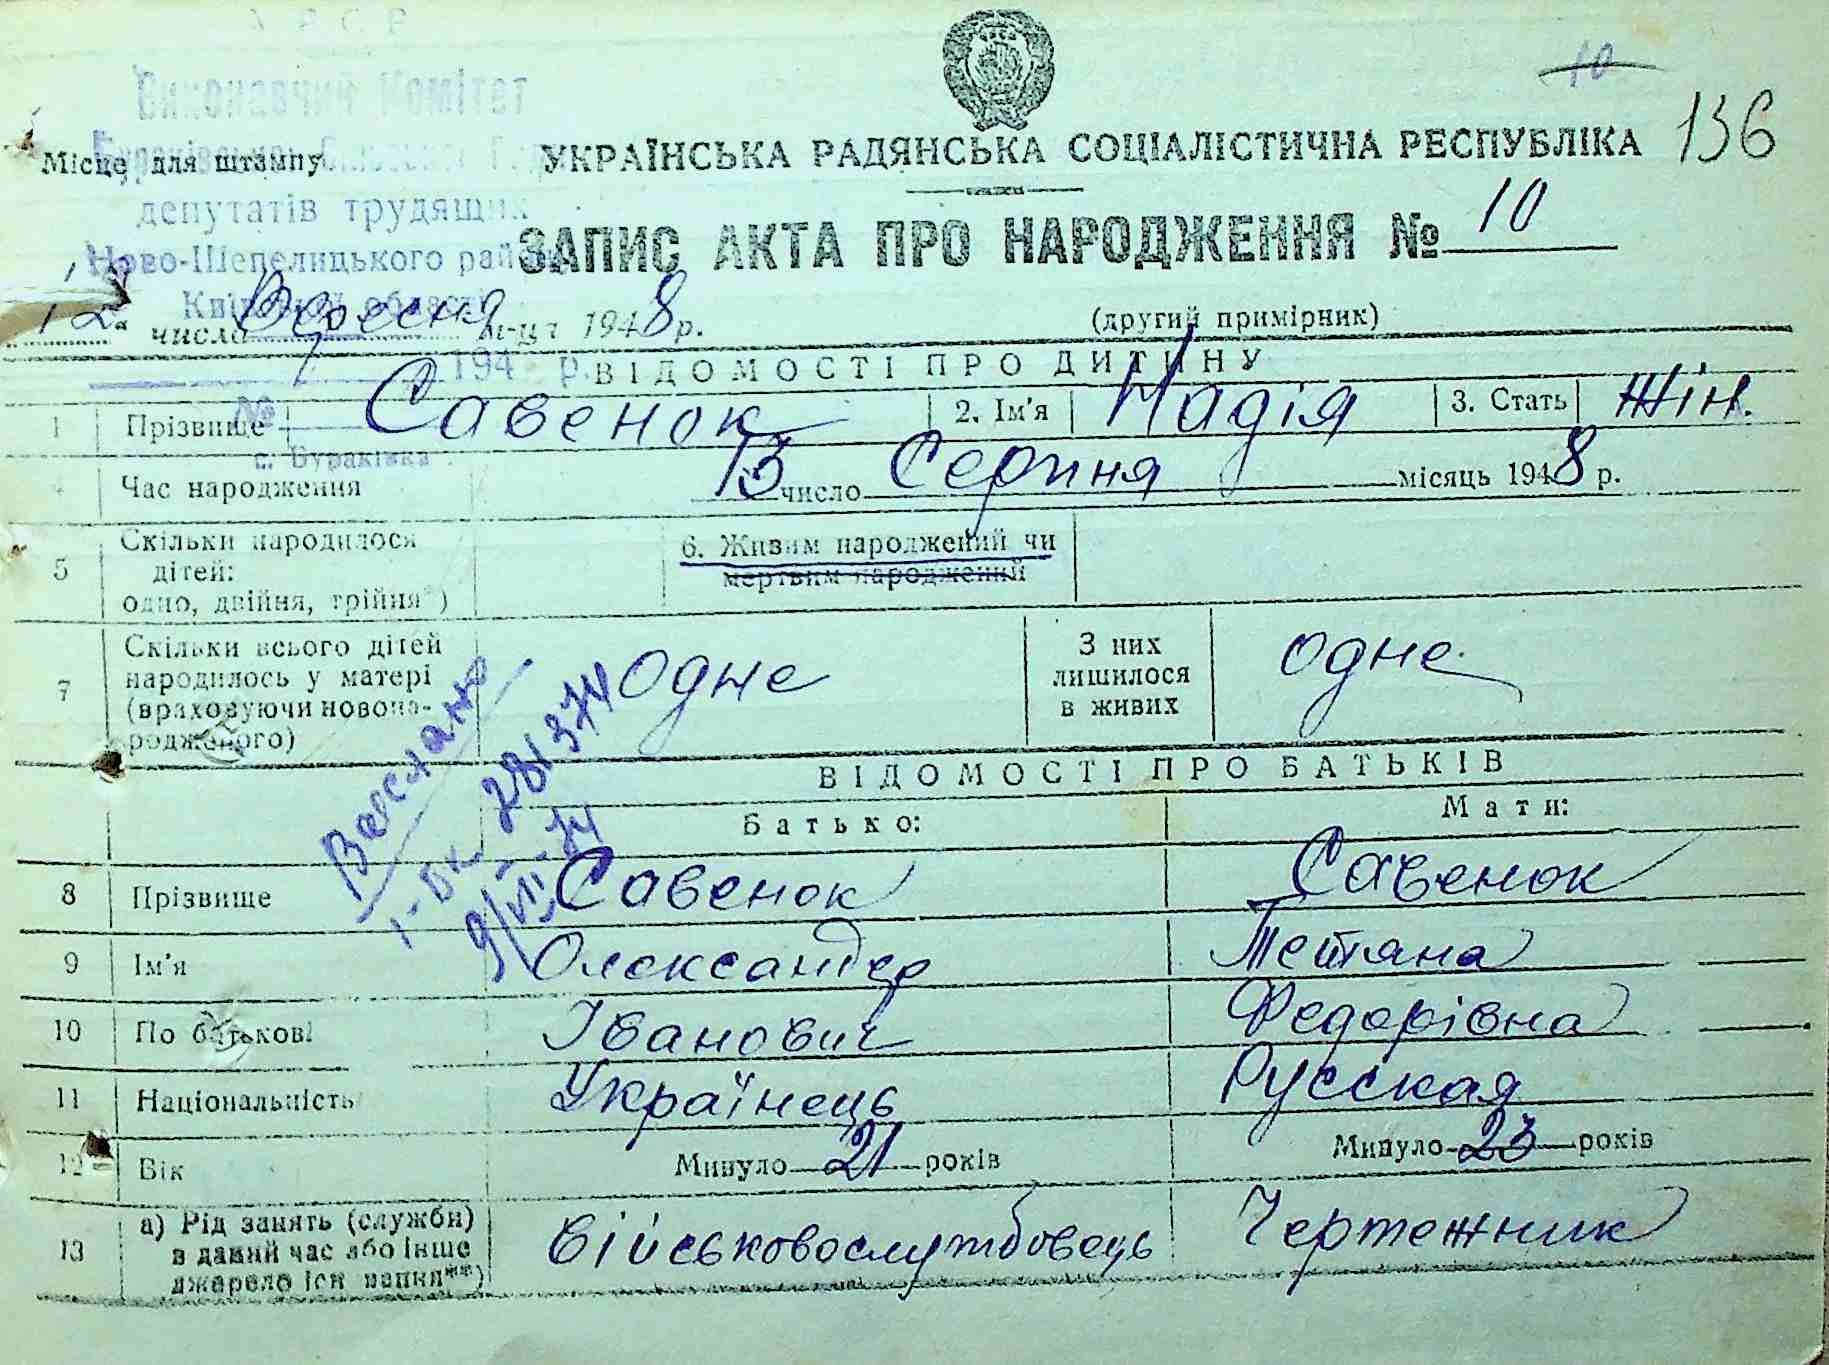 УРСР
10
Виконавчий Комітет
136
Місце для штампу
УКРАЇНСЬКА РАДЯНСЬКА СОЦІАЛІСТИЧНА РЕСПУБЛІКА
депутатів трудящих
ЗАПИС АКТА ПРО НАРОДЖЕННЯ № 10
Ново-Шепелицького району
Київської області
"12" числа Вересня м-ця 1948 р.
(другий примірник)
194 р.
ВІДОМОСТІ ПРО ДИТИНУ
№
1 Прізвище Савенок 2. Ім'я Надія 3. Стать Жін.
с. Бураківка
4 Час народження 13 число Серпня місяць 1948 р.
5 Скільки народилося
дітей:
одно, двійня, трійня*)
6. Живим народжений чи
мертвим народжений
7 Скільки всього дітей
народилось у матері
(враховуючи новона-
родженого)
Одне
З них
лишилося
в живих
одне
ВІДОМОСТІ ПРО БАТЬКІВ
Батько: Мати:
281374
8 Прізвище Савенок Савенок
9 Ім'я Олександер Тетяна
10 По батькові Іванович Федорівна
11 Національність Українець Русская
12 Вік Минуло 21 років Минуло 23 років
13 а) Рід занять (служби)
в даний час або інше
джерело існування**)
Військовослужбовець Чертежник